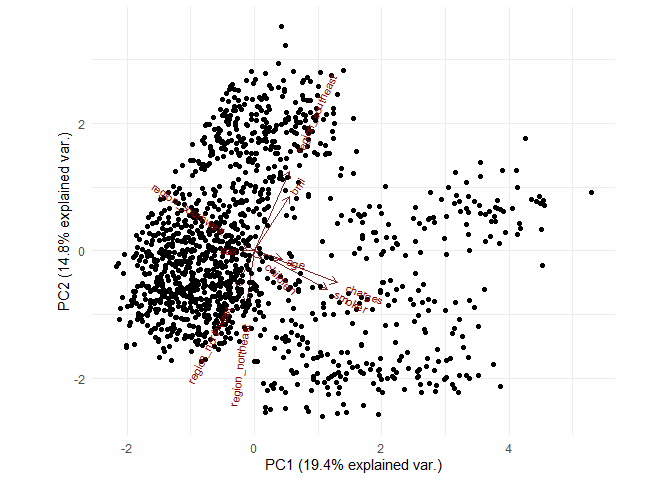 region_southeast
bmi
age
charges
smoker
region_northeast
2
0
-2
PC2 (14.8% explained var.)
-2
0
2
4
PC1 (19.4% explained var.)